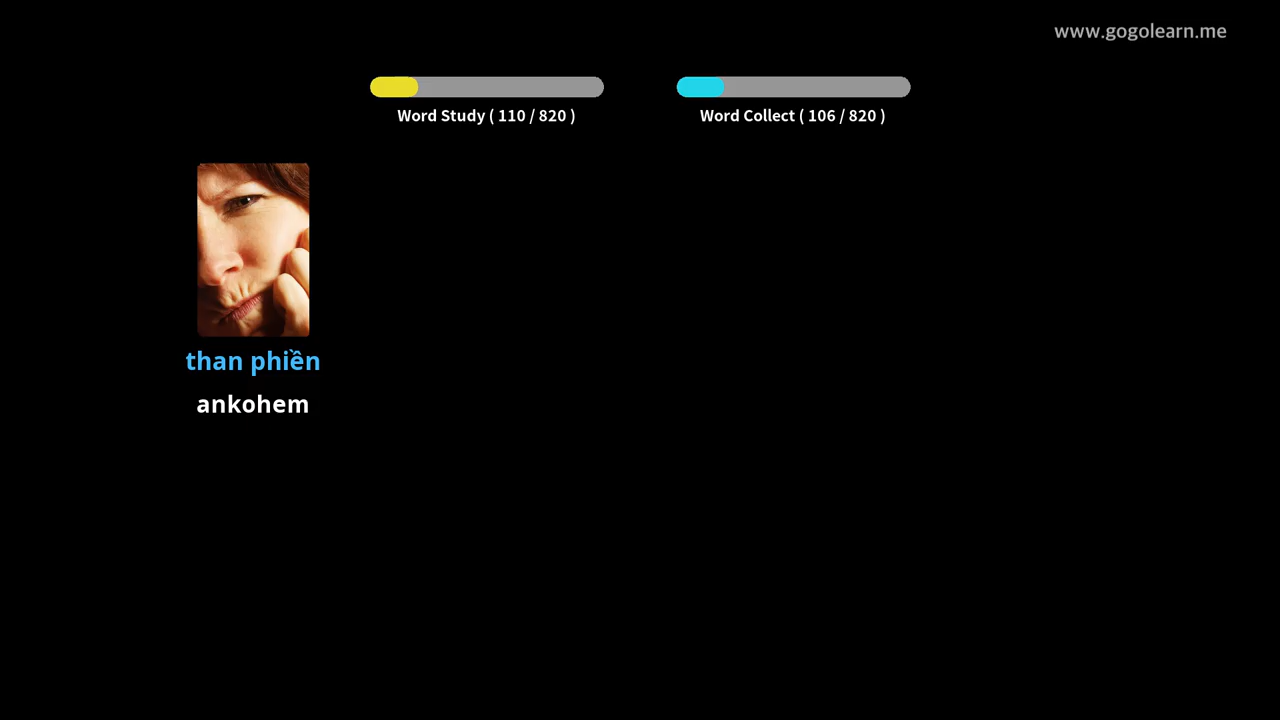 www.gogolearn.me
Word Study ( 110 / 820 )
Word Collect ( 106 / 820 )
than phiền
ankohem